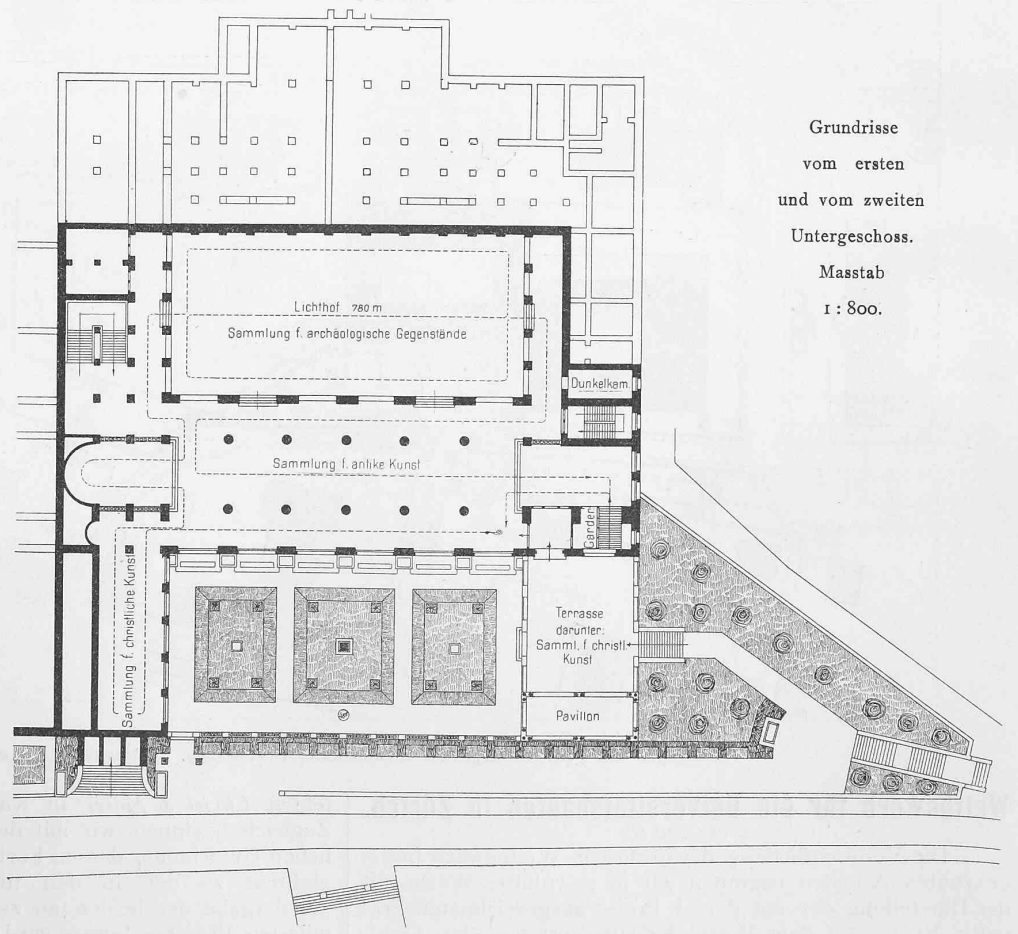 Grundrisse
vom ersten
und vom zweiten
Untergeschoss.
Masstab
1 : 800.
Lichthof 780 m
Sammlung f. archäologische Gegenstände
Dunkelkam.
Sammlung f. antike Kunst
Garder.
Sammlung f. christliche Kunst
Terrasse
darunter:
Samml. f. christl.
Kunst
Pavillon